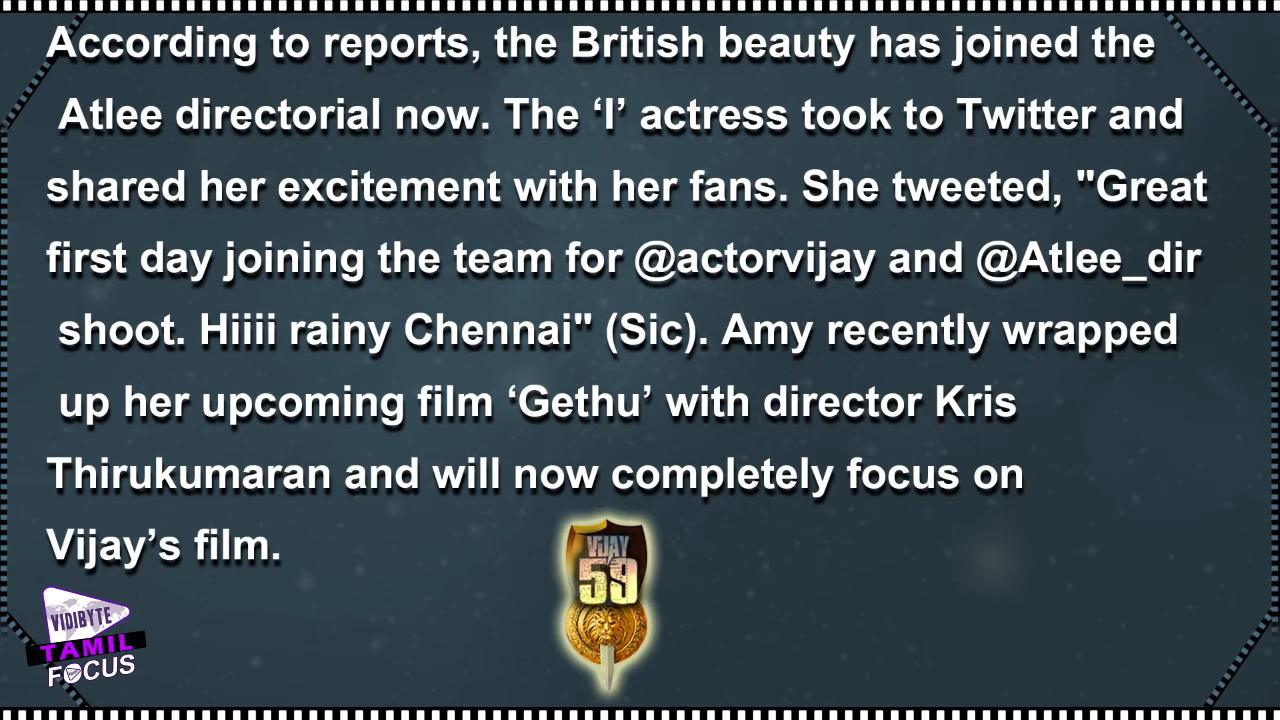 According to reports, the British beauty has joined the
Atlee directorial now. The ‘I’ actress took to Twitter and
shared her excitement with her fans. She tweeted, "Great
first day joining the team for @actorvijay and @Atlee_dir
shoot. Hiiii rainy Chennai" (Sic). Amy recently wrapped
up her upcoming film ‘Gethu’ with director Kris
Thirukumaran and will now completely focus on
Vijay’s film.
VIJAY
59
VIDIBYTE
TAMIL
FOCUS